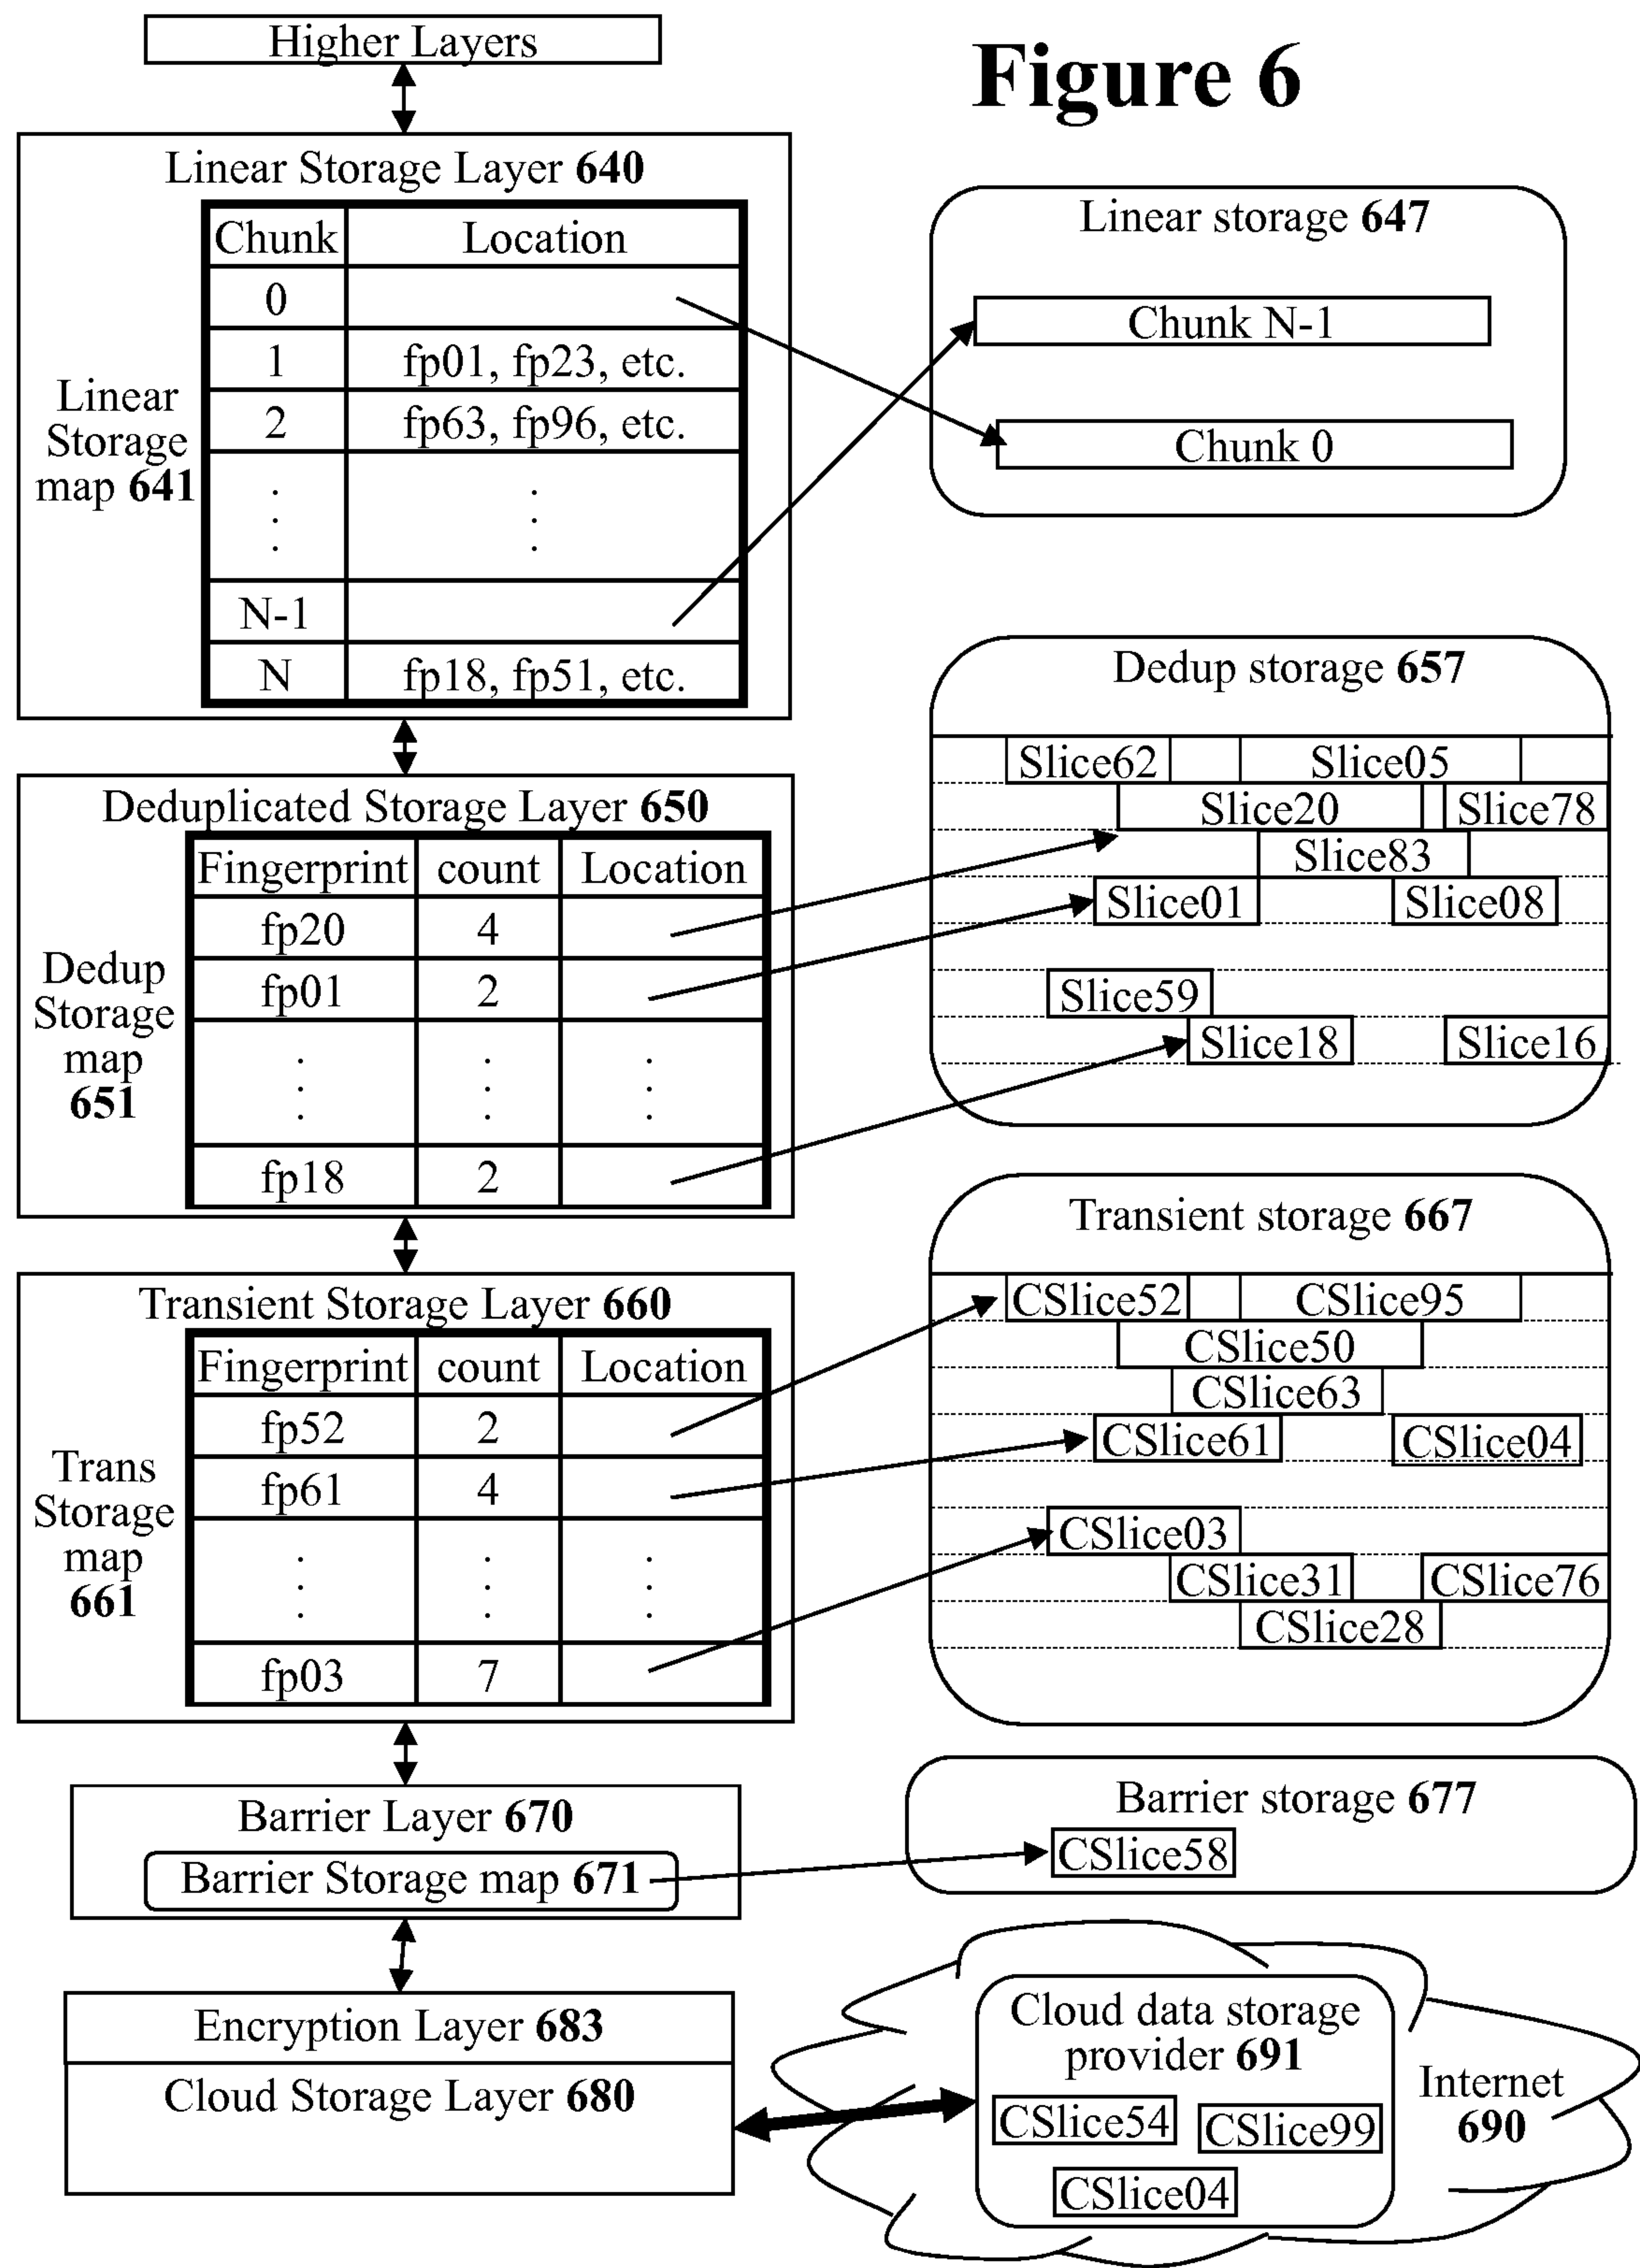 Higher Layers
Figure 6
Linear Storage Layer 640
Linear
Storage
map 641
Chunk Location
0
1 fp01, fp23, etc.
2 fp63, fp96, etc.
. .
. .
. .
N-1
N fp18, fp51, etc.
Linear storage 647
Chunk N-1
Chunk 0
Deduplicated Storage Layer 650
Dedup
Storage
map
651
Fingerprint count Location
fp20 4
fp01 2
. . .
. . .
. . .
fp18 2
Dedup storage 657
Slice62 Slice05
Slice20 Slice78
Slice83
Slice01 Slice08
Slice59
Slice18 Slice16
Transient Storage Layer 660
Trans
Storage
map
661
Fingerprint count Location
fp52 2
fp61 4
. . .
. . .
. . .
fp03 7
Transient storage 667
CSlice52 CSlice95
CSlice50
CSlice63
CSlice61 CSlice04
CSlice03
CSlice31 CSlice76
CSlice28
Barrier Layer 670
Barrier Storage map 671
Barrier storage 677
CSlice58
Encryption Layer 683
Cloud Storage Layer 680
Cloud data storage
provider 691
CSlice54 CSlice99
CSlice04
Internet
690